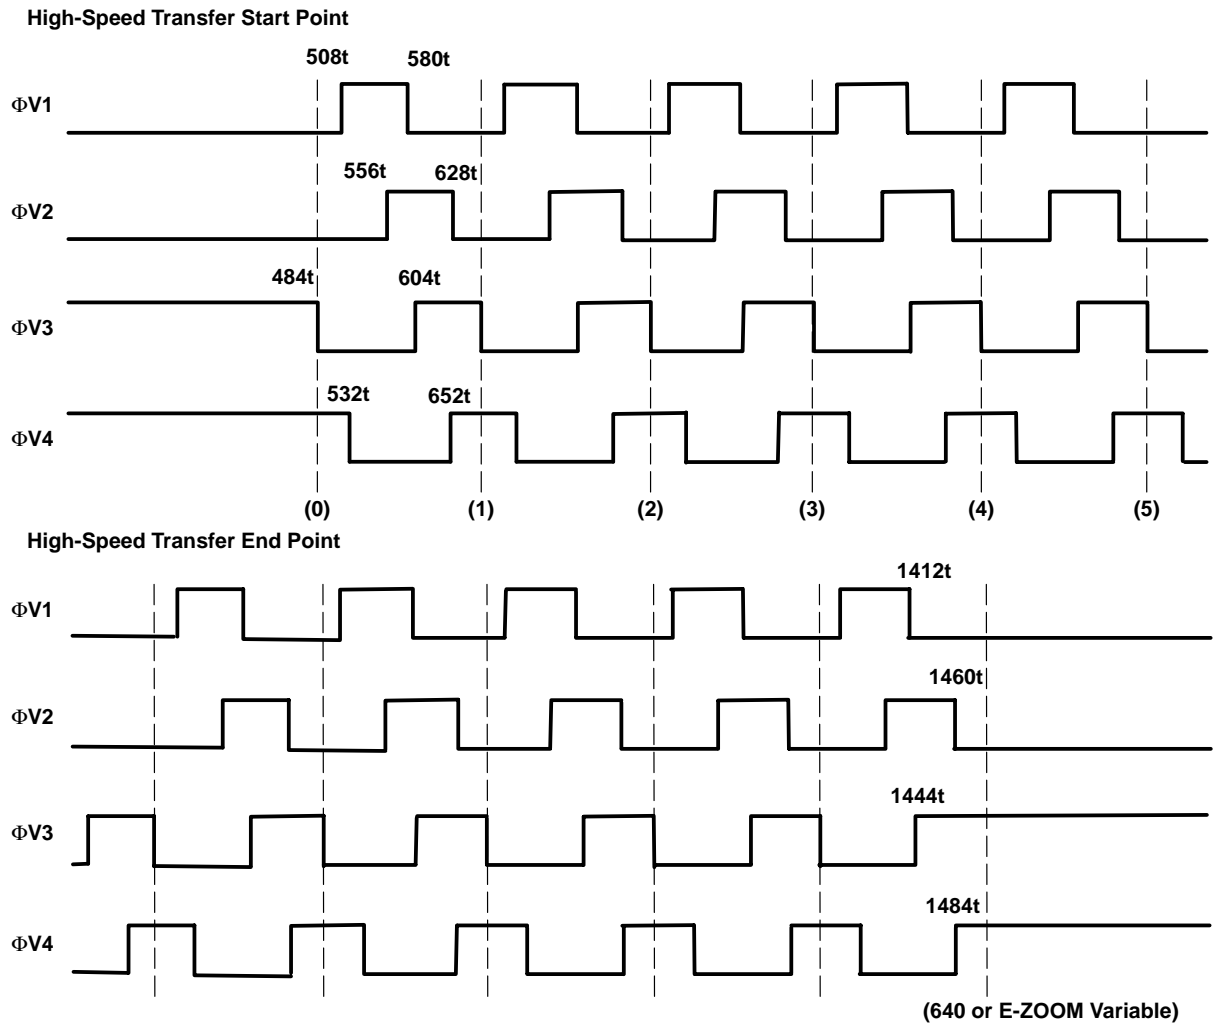 High-Speed Transfer Start Point
508t 580t
ΦV1
556t 628t
ΦV2
484t 604t
ΦV3
532t 652t
ΦV4
(0) (1) (2) (3) (4) (5)
High-Speed Transfer End Point
1412t
ΦV1
1460t
ΦV2
1444t
ΦV3
1484t
ΦV4
(640 or E-ZOOM Variable)